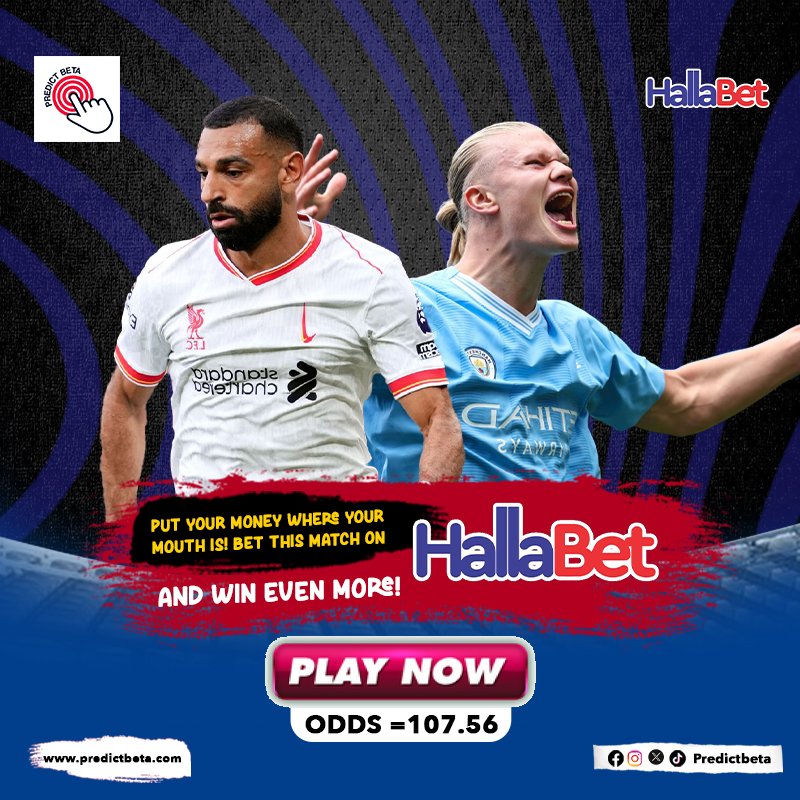 PREDICT BETA
HallaBet
L.F.C.
standard
chartered
ETIHAD
AIRWAYS
PUT YOUR MONEY WHERE YOUR
MOUTH IS! BET THIS MATCH ON
HallaBet
AND WIN EVEN MORE!
PLAY NOW
ODDS =107.56
www.predictbeta.com
Predictbeta